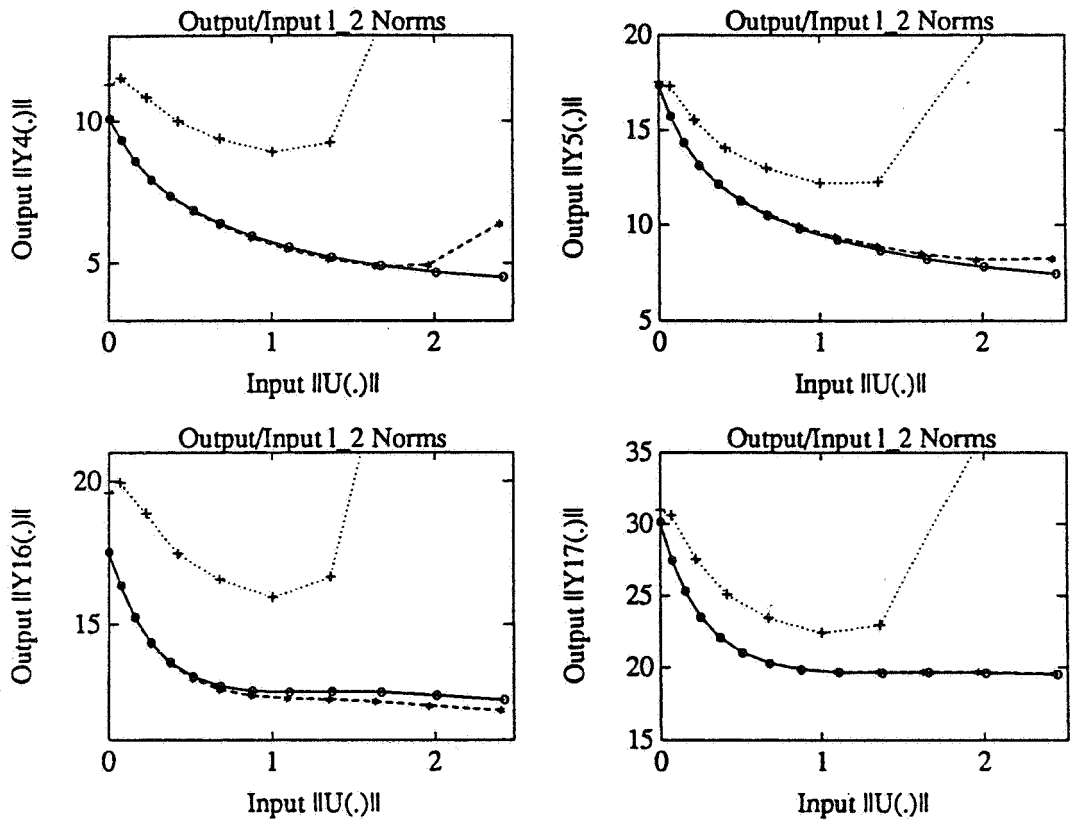 Output/Input l_2 Norms
Output ||Y4(.)||
10
5
0
1
2
Input ||U(.)||
Output/Input l_2 Norms
Output ||Y5(.)||
20
15
10
5
0
1
2
Input ||U(.)||
Output/Input l_2 Norms
Output ||Y16(.)||
20
15
0
1
2
Input ||U(.)||
Output/Input l_2 Norms
Output ||Y17(.)||
35
30
25
20
15
0
1
2
Input ||U(.)||